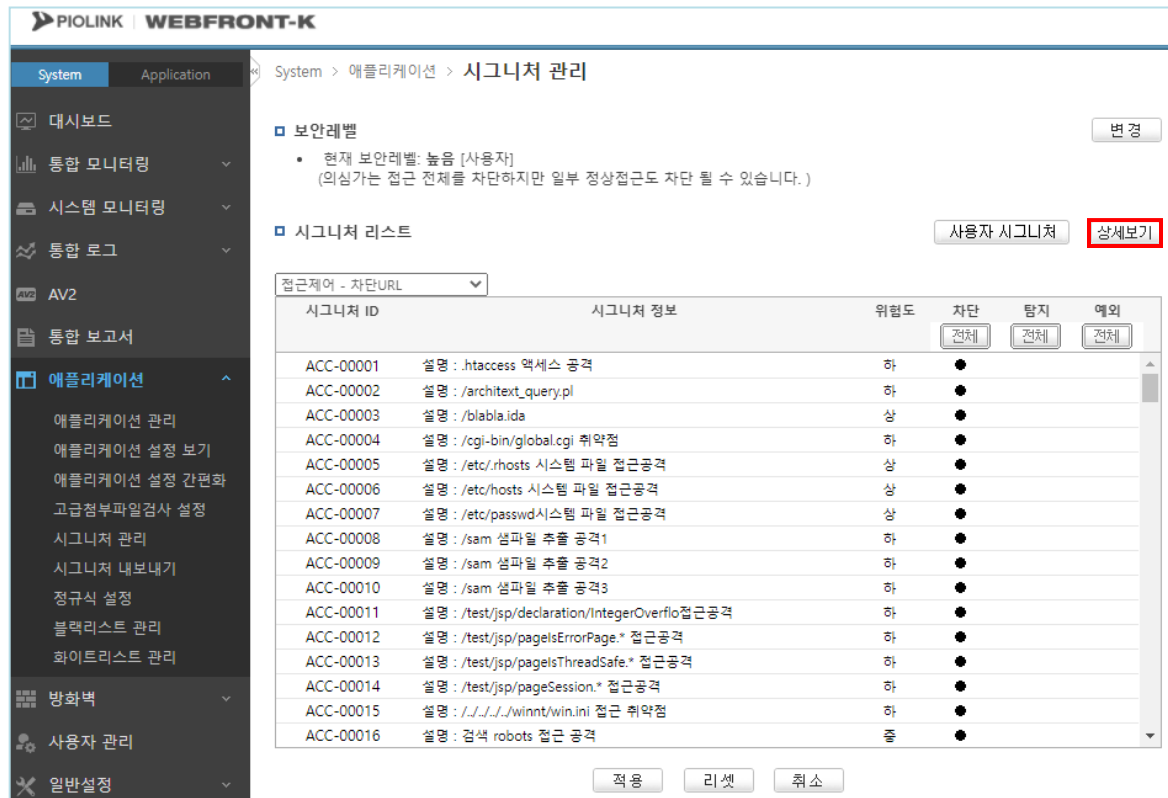 PIOLINK WEBFRONT-K
System Application
System > 애플리케이션 > 시그니처 관리
대시보드
통합 모니터링
시스템 모니터링
통합 로그
AV2 AV2
통합 보고서
애플리케이션
애플리케이션 관리
애플리케이션 설정 보기
애플리케이션 설정 간편화
고급첨부파일검사 설정
시그니처 관리
시그니처 내보내기
정규식 설정
블랙리스트 관리
화이트리스트 관리
방화벽
사용자 관리
일반설정
보안레벨 변경
• 현재 보안레벨: 높음 [사용자]
(의심가는 접근 전체를 차단하지만 일부 정상접근도 차단 될 수 있습니다. )
시그니처 리스트 사용자 시그니처 상세보기
접근제어 - 차단URL
시그니처 ID 시그니처 정보 위험도 차단 탐지 예외
전체 전체 전체
ACC-00001 설명 : .htaccess 액세스 공격 하 ●
ACC-00002 설명 : /architext_query.pl 하 ●
ACC-00003 설명 : /blabla.ida 상 ●
ACC-00004 설명 : /cgi-bin/global.cgi 취약점 하 ●
ACC-00005 설명 : /etc/.rhosts 시스템 파일 접근공격 상 ●
ACC-00006 설명 : /etc/hosts 시스템 파일 접근공격 상 ●
ACC-00007 설명 : /etc/passwd시스템 파일 접근공격 상 ●
ACC-00008 설명 : /sam 샘파일 추출 공격1 하 ●
ACC-00009 설명 : /sam 샘파일 추출 공격2 하 ●
ACC-00010 설명 : /sam 샘파일 추출 공격3 하 ●
ACC-00011 설명 : /test/jsp/declaration/IntegerOverflo접근공격 하 ●
ACC-00012 설명 : /test/jsp/pageIsErrorPage.* 접근공격 하 ●
ACC-00013 설명 : /test/jsp/pageIsThreadSafe.* 접근공격 하 ●
ACC-00014 설명 : /test/jsp/pageSession.* 접근공격 하 ●
ACC-00015 설명 : /../../../../winnt/win.ini 접근 취약점 하 ●
ACC-00016 설명 : 검색 robots 접근 공격 중 ●
적용 리셋 취소